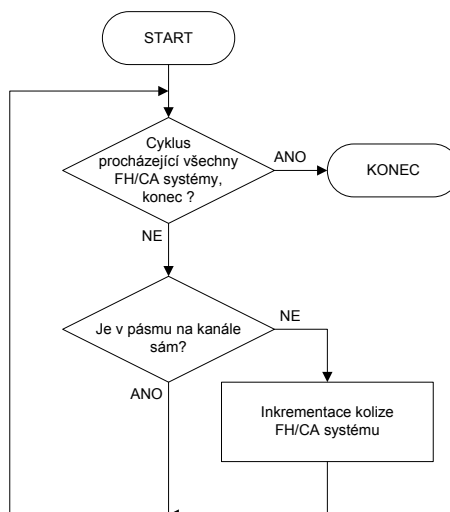 START
Cyklus
procházející všechny
FH/CA systémy,
konec ?
ANO
KONEC
NE
Je v pásmu na kanále
sám?
NE
ANO
Inkrementace kolize
FH/CA systému